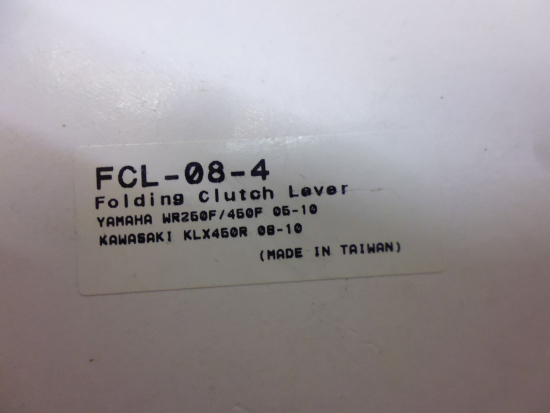 FCL-08-4
Folding Clutch Lever
YAMAHA WR250F/450F 05-10
KAWASAKI KLX450R 08-10
(MADE IN TAIWAN)